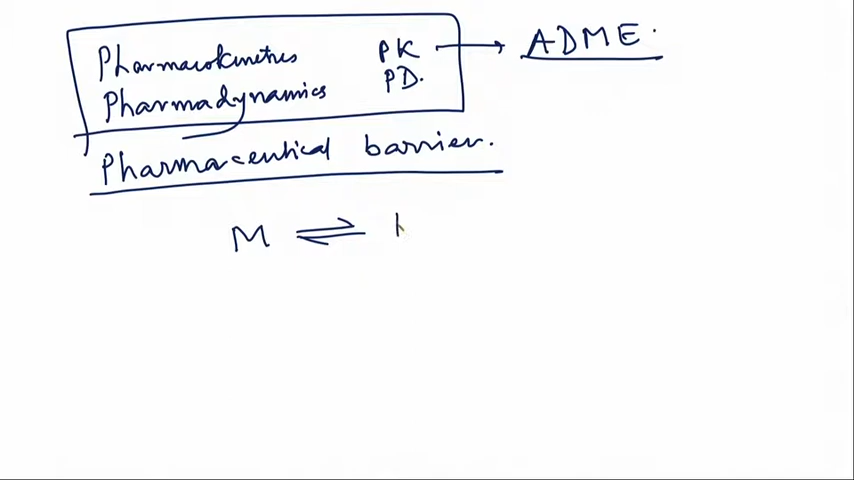 Pharmacokinetics PK → ADME.
Pharmadynamics PD.
Pharmaceutical barrier.
M ⇌